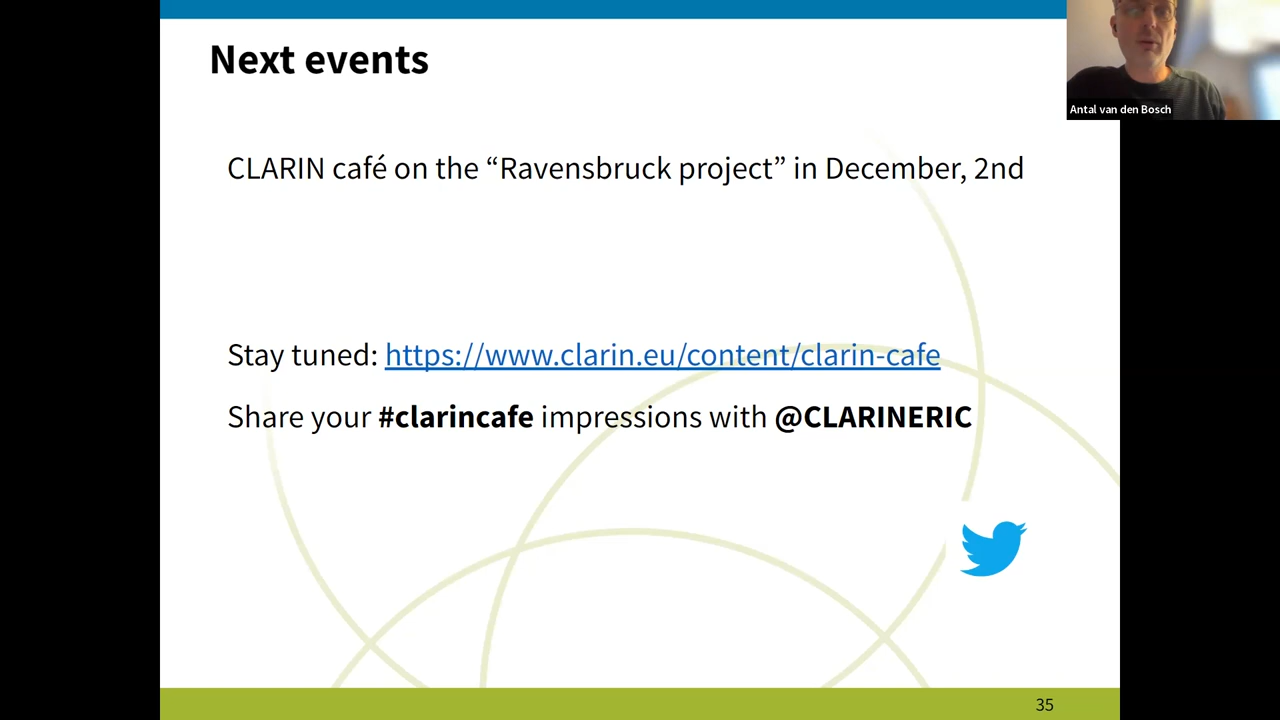 Next events
Antal van den Bosch
CLARIN café on the “Ravensbruck project” in December, 2nd
Stay tuned: https://www.clarin.eu/content/clarin-cafe
Share your #clarincafe impressions with @CLARINERIC
35